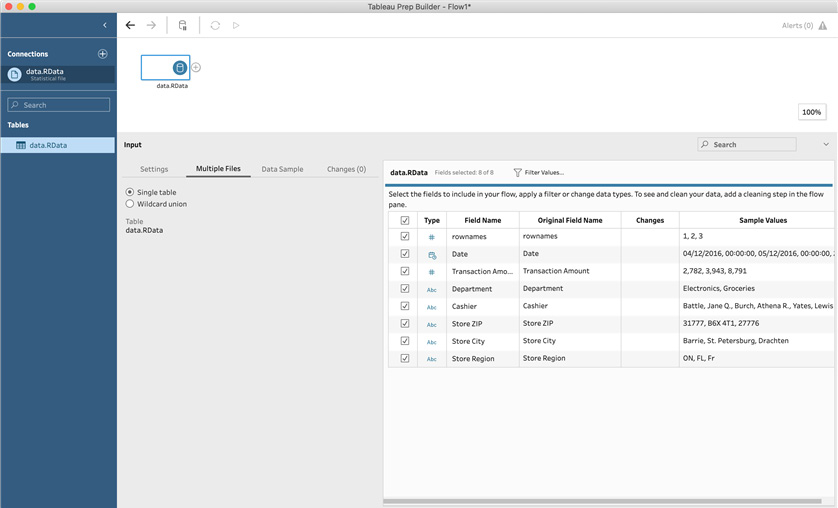 Tableau Prep Builder - Flow1*
Alerts (0)
Connections
data.RData
Statistical file
Search
Tables
data.RData
data.RData
100%
Input
Search
Settings
Multiple Files
Data Sample
Changes (0)
Single table
Wildcard union
Table
data.RData
data.RData Fields selected: 8 of 8 Filter Values...
Select the fields to include in your flow, apply a filter or change data types. To see and clean your data, add a cleaning step in the flow
pane.
Type Field Name Original Field Name Changes Sample Values
# rownames rownames 1, 2, 3
Date Date 04/12/2016, 00:00:00, 05/12/2016, 00:00:00,
# Transaction Amo... Transaction Amount 2,782, 3,943, 8,791
Abc Department Department Electronics, Groceries
Abc Cashier Cashier Battle, Jane Q., Burch, Athena R., Yates, Lewis
Abc Store ZIP Store ZIP 31777, B6X 4T1, 27776
Abc Store City Store City Barrie, St. Petersburg, Drachten
Abc Store Region Store Region ON, FL, Fr